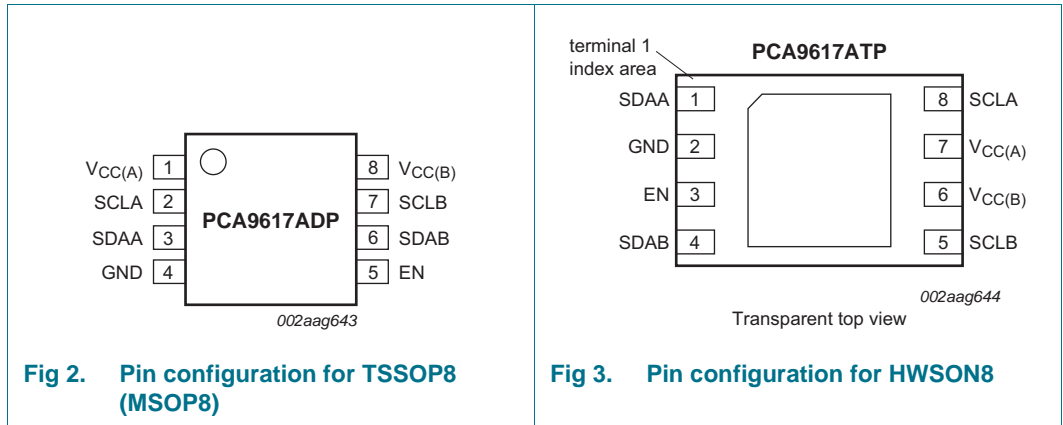 VCC(A) 1
SCLA 2
SDAA 3
GND 4
PCA9617ADP
8 VCC(B)
7 SCLB
6 SDAB
5 EN
002aag643
Fig 2. Pin configuration for TSSOP8
(MSOP8)
terminal 1
index area
PCA9617ATP
SDAA 1
GND 2
EN 3
SDAB 4
8 SCLA
7 VCC(A)
6 VCC(B)
5 SCLB
002aag644
Transparent top view
Fig 3. Pin configuration for HWSON8